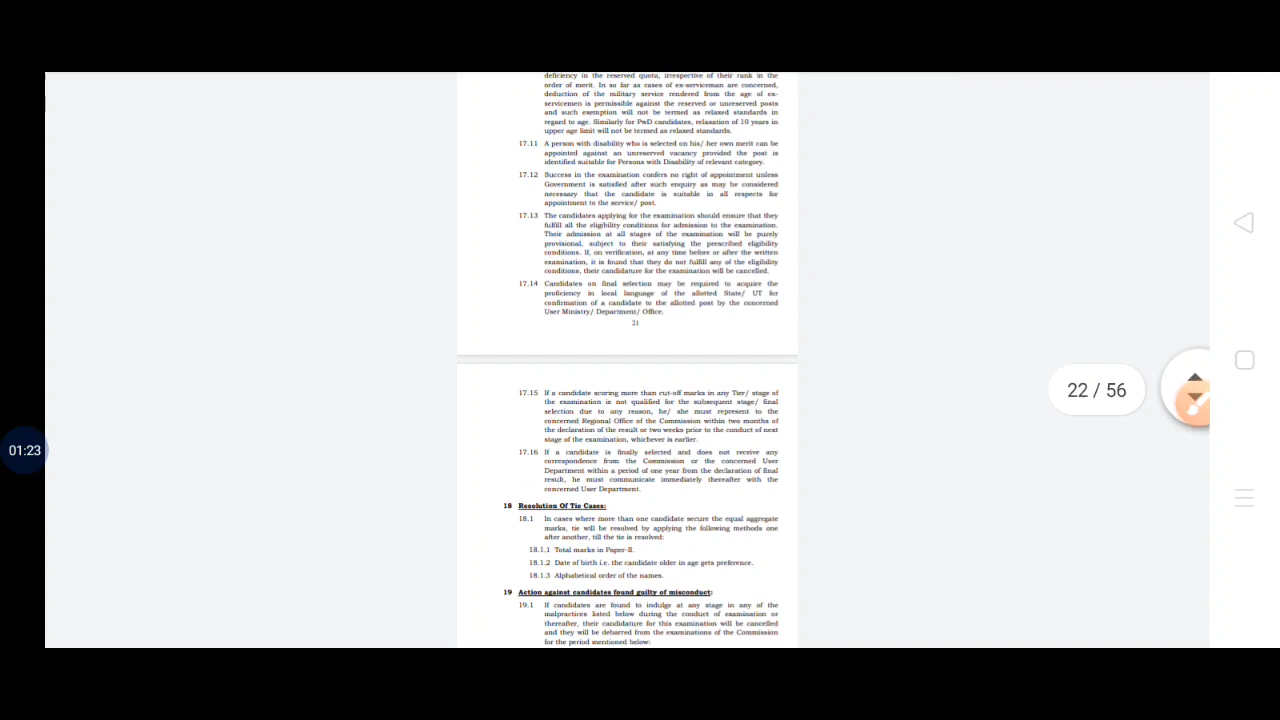 deficiency in the reserved quota, irrespective of their rank in the
order of merit. In so far as cases of ex-serviceman are concerned,
deduction of the military service rendered from the age of ex-
servicemen is permissible against the reserved or unreserved posts
and such exemption will not be termed as relaxed standards in
regard to age. Similarly for PwD candidates, relaxation of 10 years in
upper age limit will not be termed as relaxed standards.
17.11 A person with disability who is selected on his/ her own merit can be
appointed against an unreserved vacancy provided the post is
identified suitable for Persons with Disability of relevant category.
17.12 Success in the examination confers no right of appointment unless
Government is satisfied after such enquiry as may be considered
necessary that the candidate is suitable in all respects for
appointment to the service/ post.
17.13 The candidates applying for the examination should ensure that they
fulfill all the eligibility conditions for admission to the examination.
Their admission at all stages of the examination will be purely
provisional, subject to their satisfying the prescribed eligibility
conditions. If, on verification, at any time before or after the written
examination, it is found that they do not fulfill any of the eligibility
conditions, their candidature for the examination will be cancelled.
17.14 Candidates on final selection may be required to acquire the
proficiency in local language of the allotted State/ UT for
confirmation of a candidate to the allotted post by the concerned
User Ministry/ Department/ Office.
21
17.15 If a candidate scoring more than cut-off marks in any Tier/ stage of
the examination is not qualified for the subsequent stage/ final
selection due to any reason, he/ she must represent to the
concerned Regional Office of the Commission within two months of
the declaration of the result or two weeks prior to the conduct of next
stage of the examination, whichever is earlier.
17.16 If a candidate is finally selected and does not receive any
correspondence from the Commission or the concerned User
Department within a period of one year from the declaration of final
result, he must communicate immediately thereafter with the
concerned User Department.
18 Resolution Of Tie Cases:
18.1 In cases where more than one candidate secure the equal aggregate
marks, tie will be resolved by applying the following methods one
after another, till the tie is resolved:
18.1.1 Total marks in Paper-II.
18.1.2 Date of birth i.e. the candidate older in age gets preference.
18.1.3 Alphabetical order of the names.
19 Action against candidates found guilty of misconduct:
19.1 If candidates are found to indulge at any stage in any of the
malpractices listed below during the conduct of examination or
thereafter, their candidature for this examination will be cancelled
and they will be debarred from the examinations of the Commission
for the period mentioned below:
22 / 56
01:23